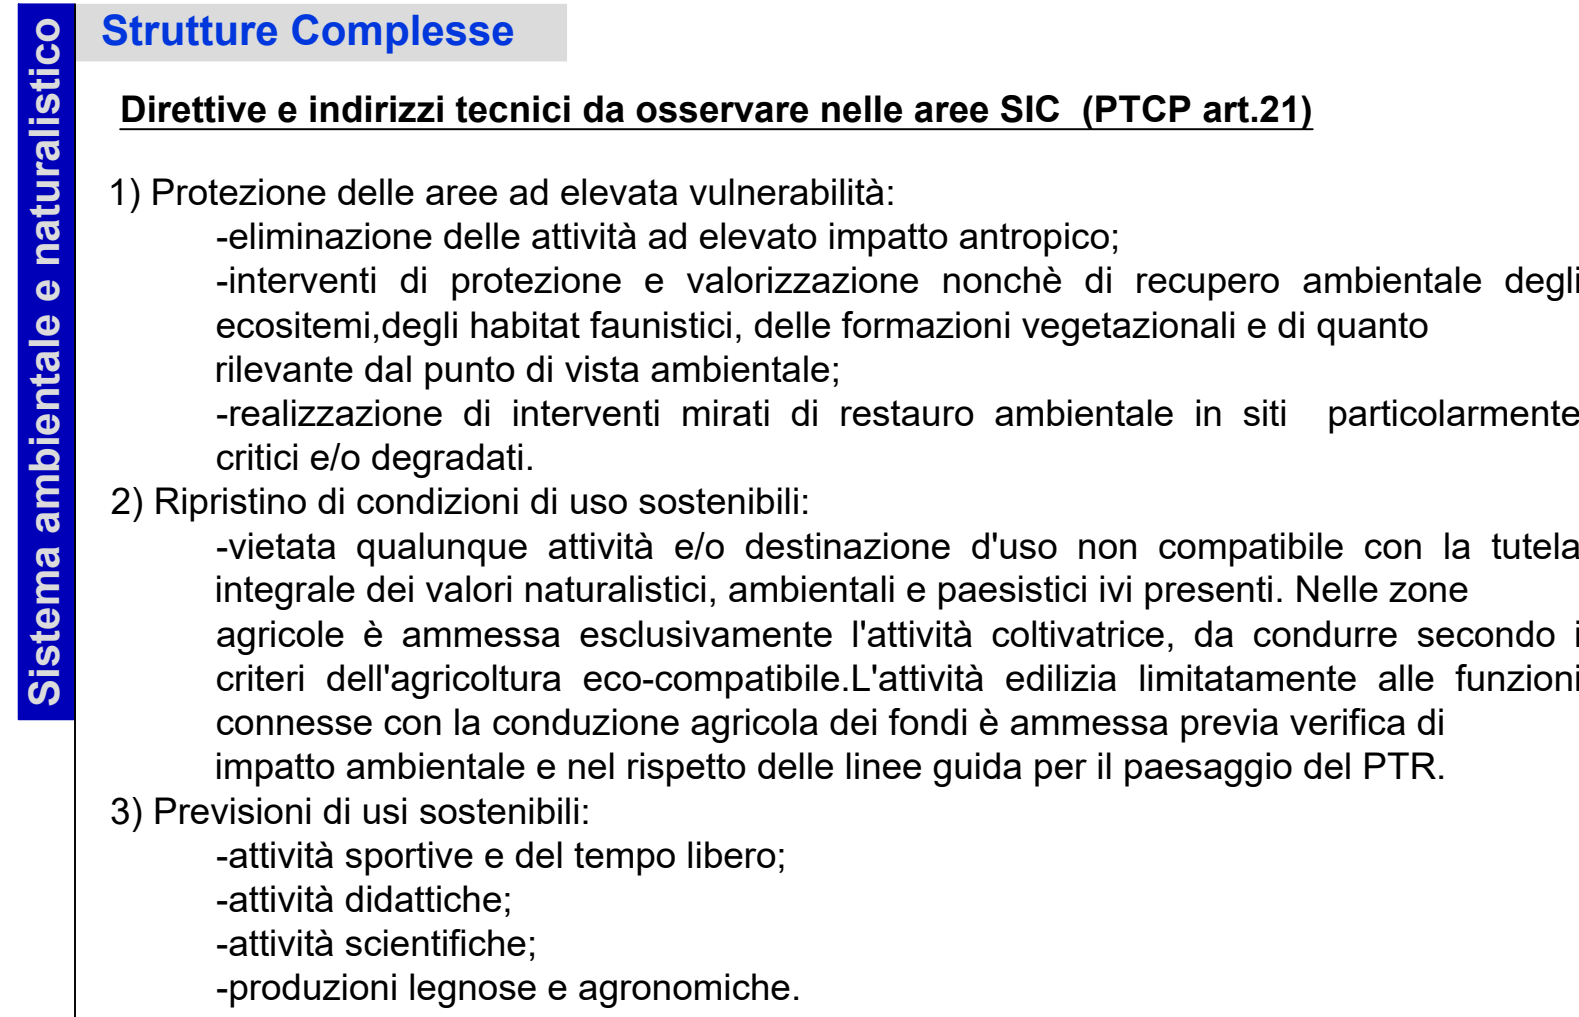 Sistema ambientale e naturalistico
Strutture Complesse
Direttive e indirizzi tecnici da osservare nelle aree SIC (PTCP art.21)
1) Protezione delle aree ad elevata vulnerabilità:
-eliminazione delle attività ad elevato impatto antropico;
-interventi di protezione e valorizzazione nonchè di recupero ambientale degli
ecositemi,degli habitat faunistici, delle formazioni vegetazionali e di quanto
rilevante dal punto di vista ambientale;
-realizzazione di interventi mirati di restauro ambientale in siti particolarmente
critici e/o degradati.
2) Ripristino di condizioni di uso sostenibili:
-vietata qualunque attività e/o destinazione d'uso non compatibile con la tutela
integrale dei valori naturalistici, ambientali e paesistici ivi presenti. Nelle zone
agricole è ammessa esclusivamente l'attività coltivatrice, da condurre secondo i
criteri dell'agricoltura eco-compatibile.L'attività edilizia limitatamente alle funzioni
connesse con la conduzione agricola dei fondi è ammessa previa verifica di
impatto ambientale e nel rispetto delle linee guida per il paesaggio del PTR.
3) Previsioni di usi sostenibili:
-attività sportive e del tempo libero;
-attività didattiche;
-attività scientifiche;
-produzioni legnose e agronomiche.